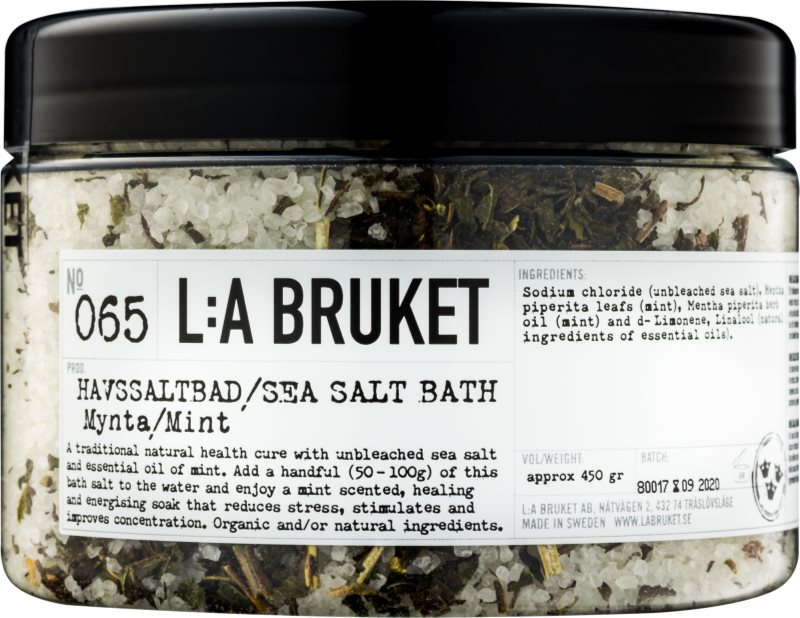 No
065
L:A BRUKET
PROD.
HAVSSALTBAD/SEA SALT BATH
Mynta/Mint
A traditional natural health cure with unbleached sea salt
and essential oil of mint. Add a handful (50-100g) of this
bath salt to the water and enjoy a mint scented, healing
and energising soak that reduces stress, stimulates and
improves concentration. Organic and/or natural ingredients.
INGREDIENTS:
Sodium chloride (unbleached sea salt), Mentha
piperita leafs (mint), Mentha piperita herb
oil (mint) and d-Limonene, Linalool (natural
ingredients of essential oils).
VOL/WEIGHT:
approx 450 gr
BATCH:
80017 09 2020
L:A BRUKET AB, NÄTVÄGEN 2, 432 74 TRÄSLÖVSLÄGE
MADE IN SWEDEN WWW.LABRUKET.SE